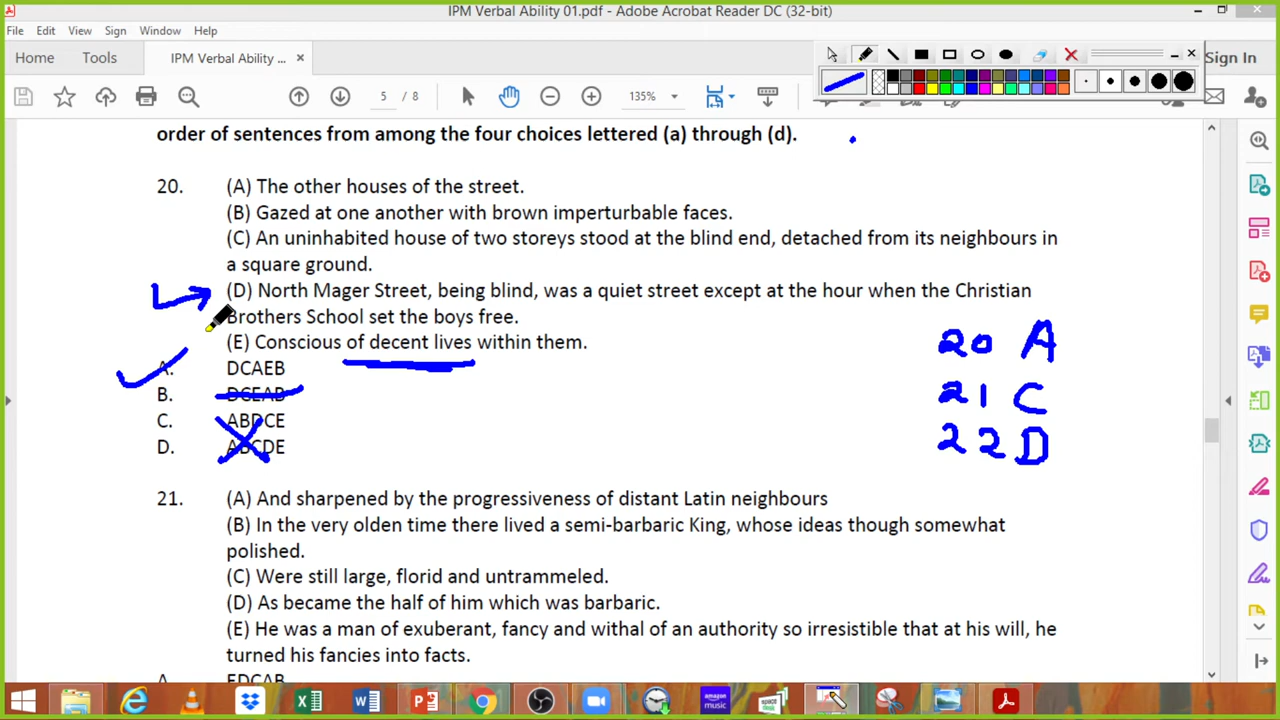 IPM Verbal Ability 01.pdf - Adobe Acrobat Reader DC (32-bit)
File Edit View Sign Window Help
Home Tools IPM Verbal Ability ... × Sign In
5 / 8 135%
order of sentences from among the four choices lettered (a) through (d).
20. (A) The other houses of the street.
(B) Gazed at one another with brown imperturbable faces.
(C) An uninhabited house of two storeys stood at the blind end, detached from its neighbours in
a square ground.
(D) North Mager Street, being blind, was a quiet street except at the hour when the Christian
Brothers School set the boys free.
(E) Conscious of decent lives within them.
A. DCAEB
B. DCEAB
C. ABDCE
D. ABCDE
20 A
21 C
22 D
21. (A) And sharpened by the progressiveness of distant Latin neighbours
(B) In the very olden time there lived a semi-barbaric King, whose ideas though somewhat
polished.
(C) Were still large, florid and untrammeled.
(D) As became the half of him which was barbaric.
(E) He was a man of exuberant, fancy and withal of an authority so irresistible that at his will, he
turned his fancies into facts.
A. EDCAB
amazon music